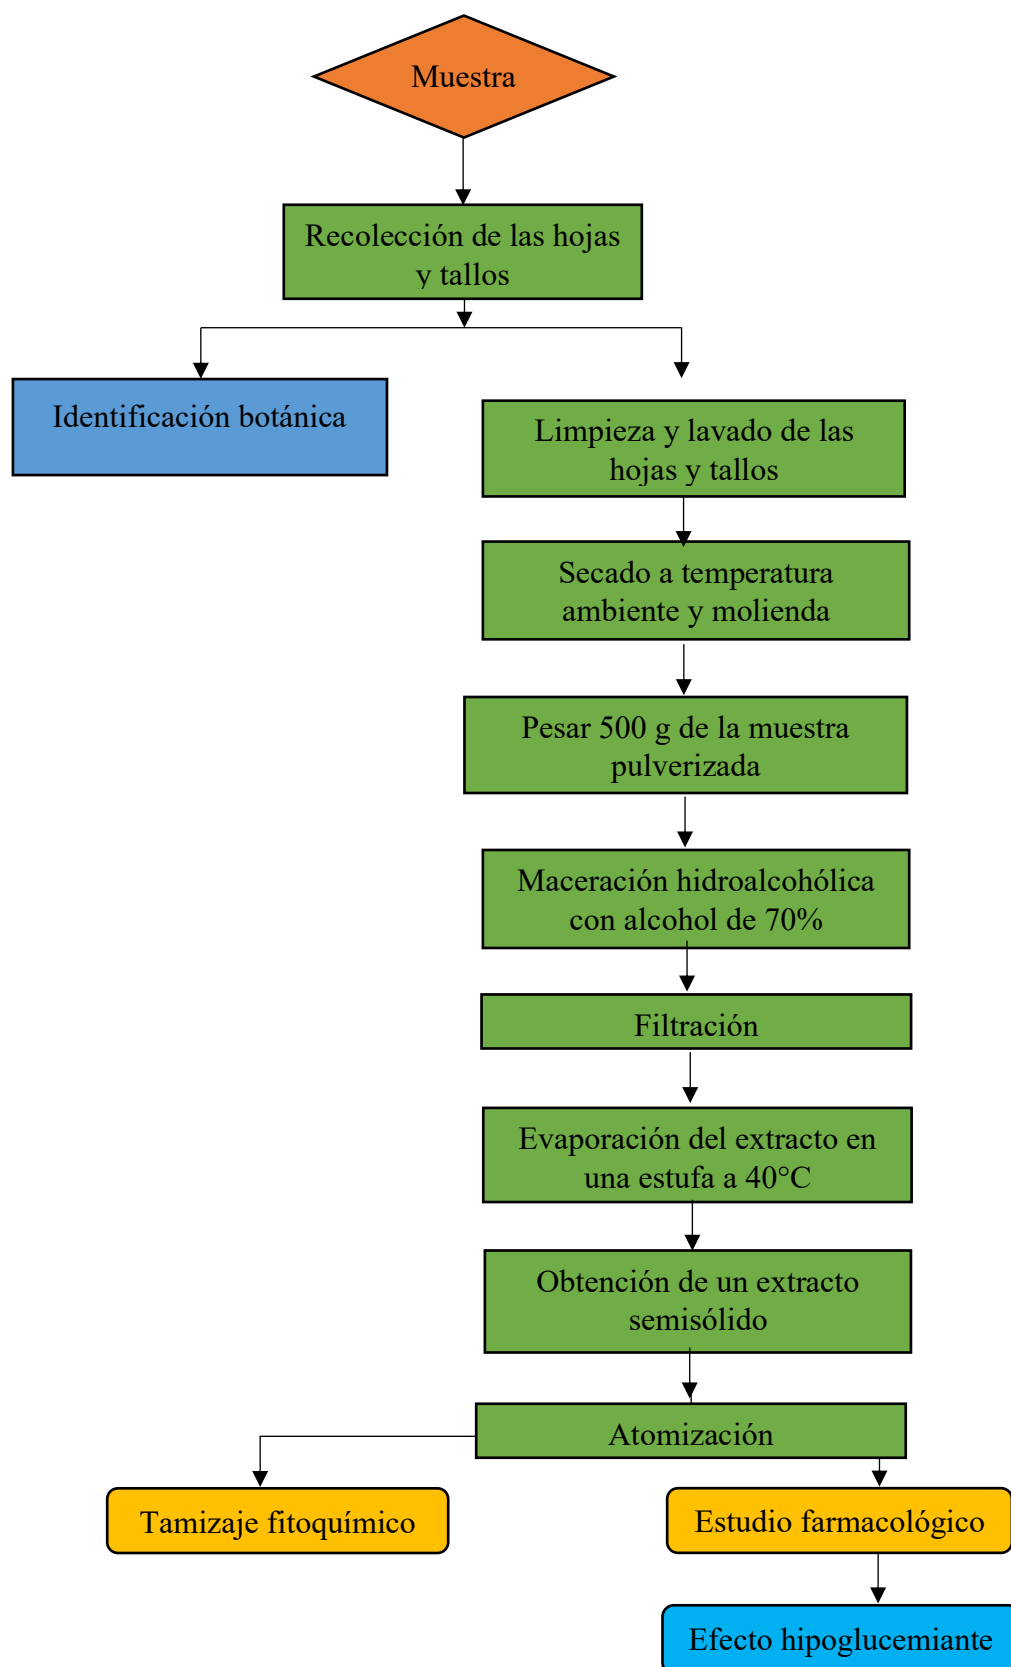 Muestra
Recolección de las hojas
y tallos
Identificación botánica
Limpieza y lavado de las
hojas y tallos
Secado a temperatura
ambiente y molienda
Pesar 500 g de la muestra
pulverizada
Maceración hidroalcohólica
con alcohol de 70%
Filtración
Evaporación del extracto en
una estufa a 40°C
Obtención de un extracto
semisólido
Atomización
Tamizaje fitoquímico
Estudio farmacológico
Efecto hipoglucemiante